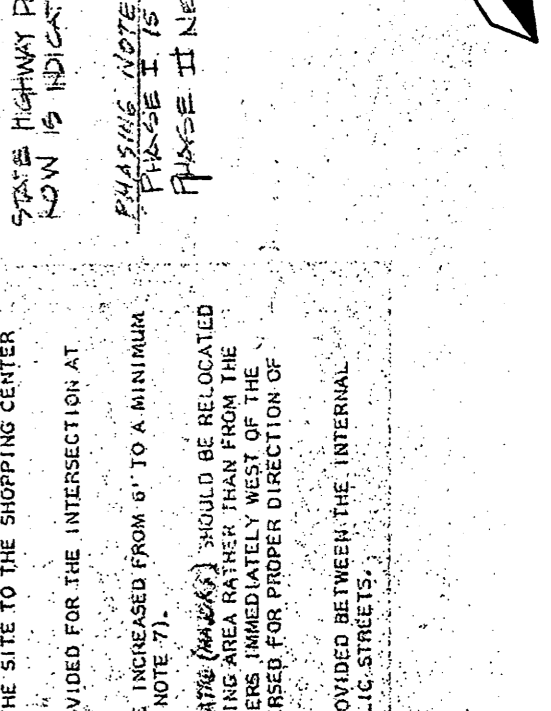 HE SITE TO THE SHOPPING CENTER
VIDED FOR THE INTERSECTION AT
INCREASED FROM 6' TO A MINIMUM
NOTE 7).
SHOULD BE RELOCATED
ING AREA RATHER THAN FROM THE
ERS IMMEDIATELY WEST OF THE
RSED FOR PROPER DIRECTION OF
OVIDED BETWEEN THE INTERNAL
LIC STREETS.
STATE HIGHWAY P
ROW IS INDICAT
PHASING NOTE
PHASE I IS
PHASE II NE